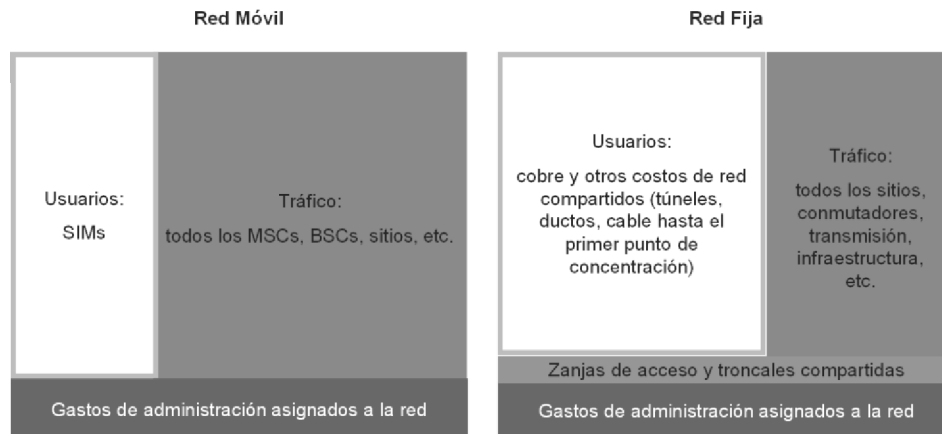 Red Móvil
Usuarios:
SIMs
Tráfico:
todos los MSCs, BSCs, sitios, etc.
Gastos de administración asignados a la red
Red Fija
Usuarios:
cobre y otros costos de red
compartidos (túneles,
ductos, cable hasta el
primer punto de
concentración)
Tráfico:
todos los sitios,
conmutadores,
transmisión,
infraestructura,
etc.
Zanjas de acceso y troncales compartidas
Gastos de administración asignados a la red